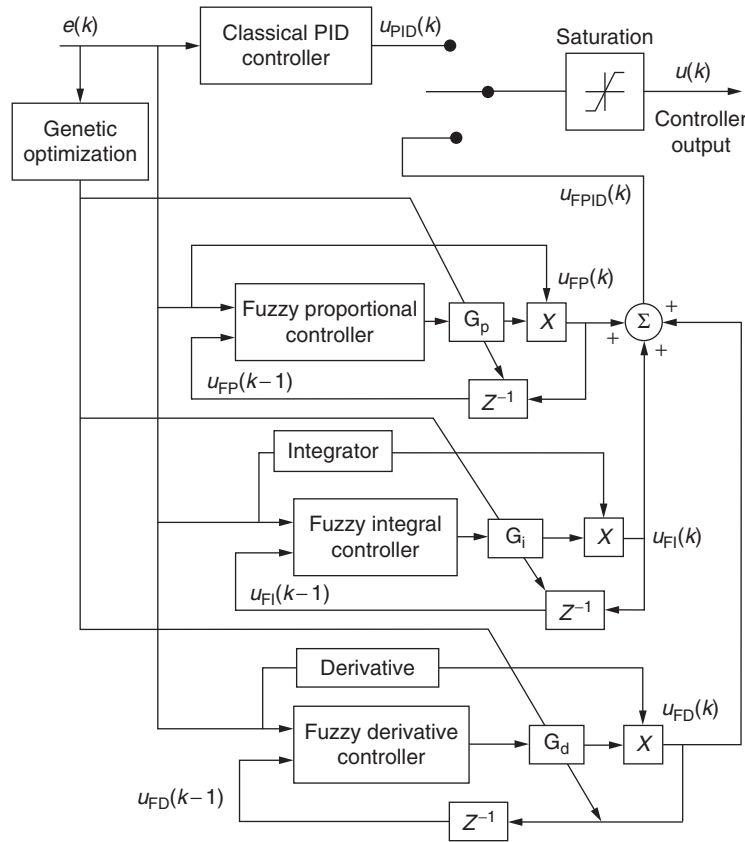 e(k)
Classical PID
controller
u_PID(k)
Saturation
u(k)
Controller
output
Genetic
optimization
u_FPID(k)
Fuzzy proportional
controller
G_p
X
u_FP(k)
+
+
+
Σ
u_FP(k−1)
Z⁻¹
Integrator
Fuzzy integral
controller
G_i
X
u_FI(k)
u_FI(k−1)
Z⁻¹
Derivative
Fuzzy derivative
controller
G_d
X
u_FD(k)
u_FD(k−1)
Z⁻¹